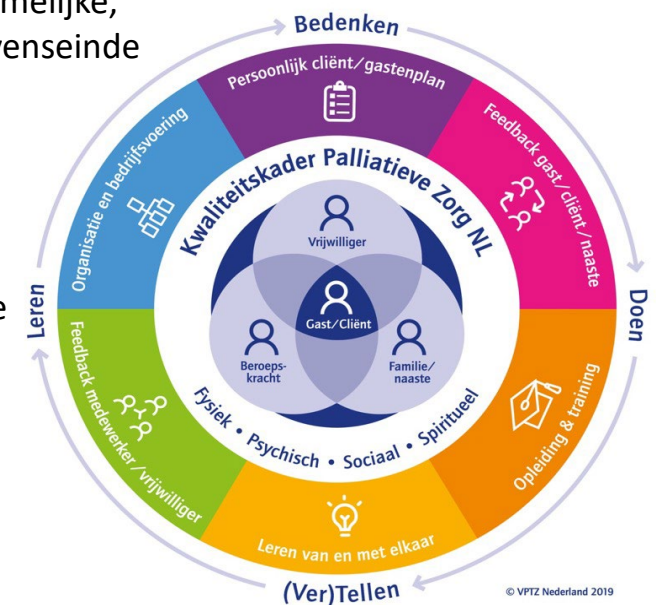 melijke,
venseinde
e
Bedenken
Persoonlijk cliënt/gastenplan
Organisatie en bedrijfsvoering
Feedback gast/cliënt/naaste
Kwaliteitskader Palliatieve Zorg NL
Vrijwilliger
Leren
Gast/Cliënt
Doen
Beroeps-
kracht
Familie/
naaste
Feedback medewerker/vrijwilliger
Fysiek • Psychisch • Sociaal • Spiritueel
Opleiding & training
Leren van en met elkaar
(Ver)Tellen
© VPTZ Nederland 2019